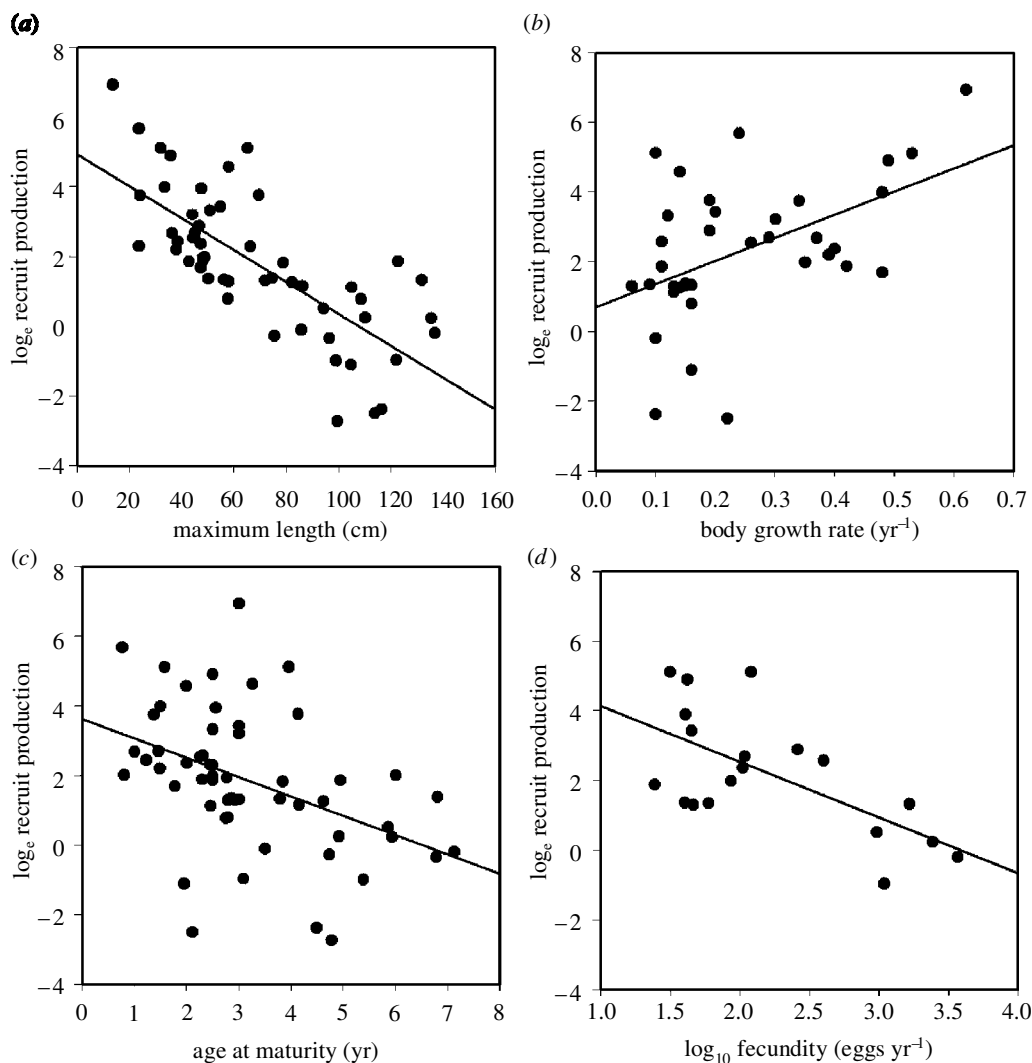 (a)
8
6
4
2
0
−2
−4
logₑ recruit production
0 20 40 60 80 100 120 140 160
maximum length (cm)
(b)
8
6
4
2
0
−2
−4
logₑ recruit production
0.0 0.1 0.2 0.3 0.4 0.5 0.6 0.7
body growth rate (yr⁻¹)
(c)
8
6
4
2
0
−2
−4
logₑ recruit production
0 1 2 3 4 5 6 7 8
age at maturity (yr)
(d)
8
6
4
2
0
−2
−4
logₑ recruit production
1.0 1.5 2.0 2.5 3.0 3.5 4.0
log₁₀ fecundity (eggs yr⁻¹)